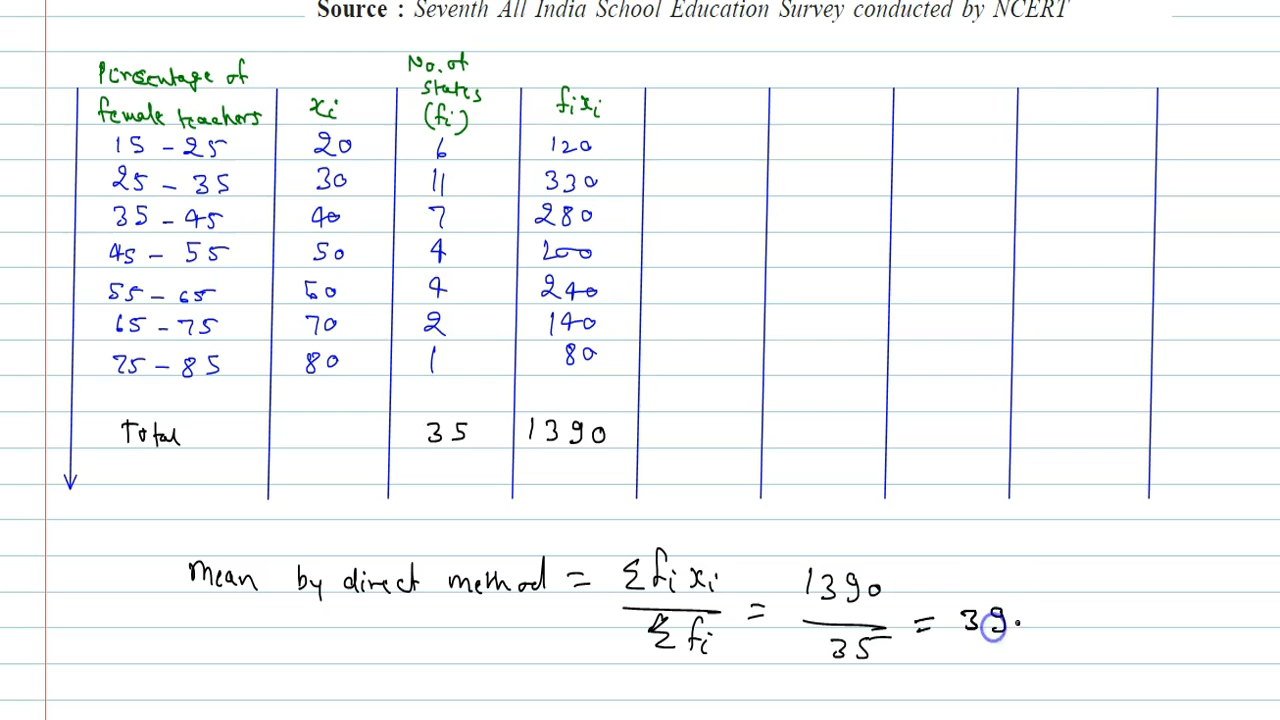 Source : Seventh All India School Education Survey conducted by NCERT
Percentage of female teachers xi No. of states (fi) fixi
15 - 25 20 6 120
25 - 35 30 11 330
35 - 45 40 7 280
45 - 55 50 4 200
55 - 65 60 4 240
65 - 75 70 2 140
75 - 85 80 1 80
Total 35 1390
Mean by direct method = Σfixi / Σfi = 1390 / 35 = 39.